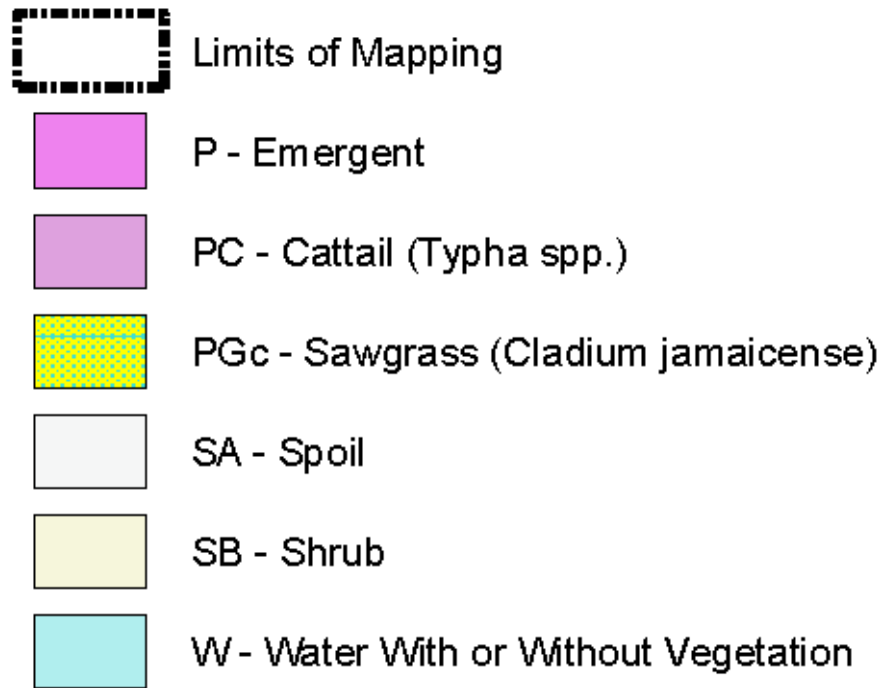 Limits of Mapping
P - Emergent
PC - Cattail (Typha spp.)
PGc - Sawgrass (Cladium jamaicense)
SA - Spoil
SB - Shrub
W - Water With or Without Vegetation